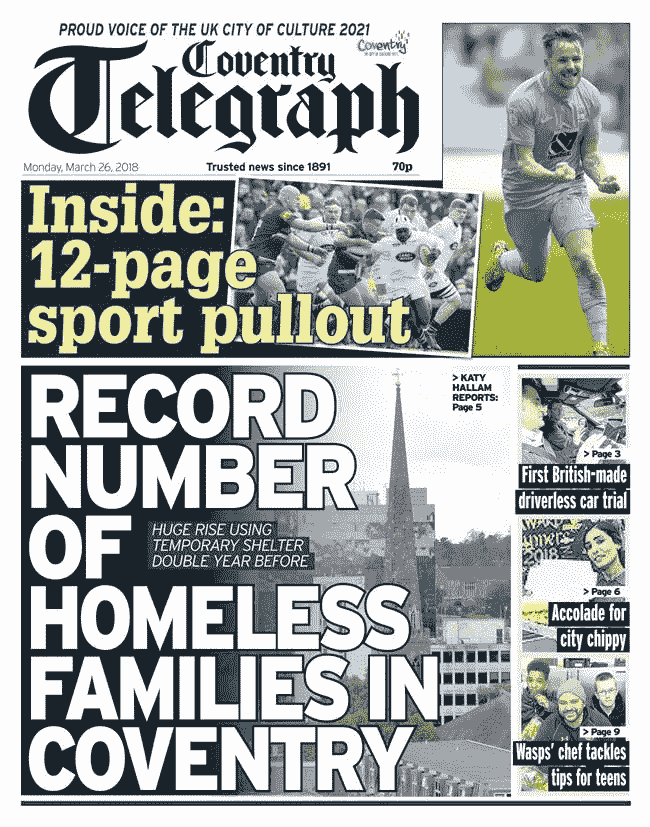 PROUD VOICE OF THE UK CITY OF CULTURE 2021
Coventry
Coventry
Telegraph
Monday, March 26, 2018
Trusted news since 1891
70p
Inside:
12-page
sport pullout
RECORD
NUMBER
OF
HUGE RISE USING
TEMPORARY SHELTER
DOUBLE YEAR BEFORE
HOMELESS
FAMILIES IN
COVENTRY
> KATY
HALLAM
REPORTS:
Page 5
> Page 3
First British-made
driverless car trial
2018
> Page 6
Accolade for
city chippy
> Page 9
Wasps' chef tackles
tips for teens